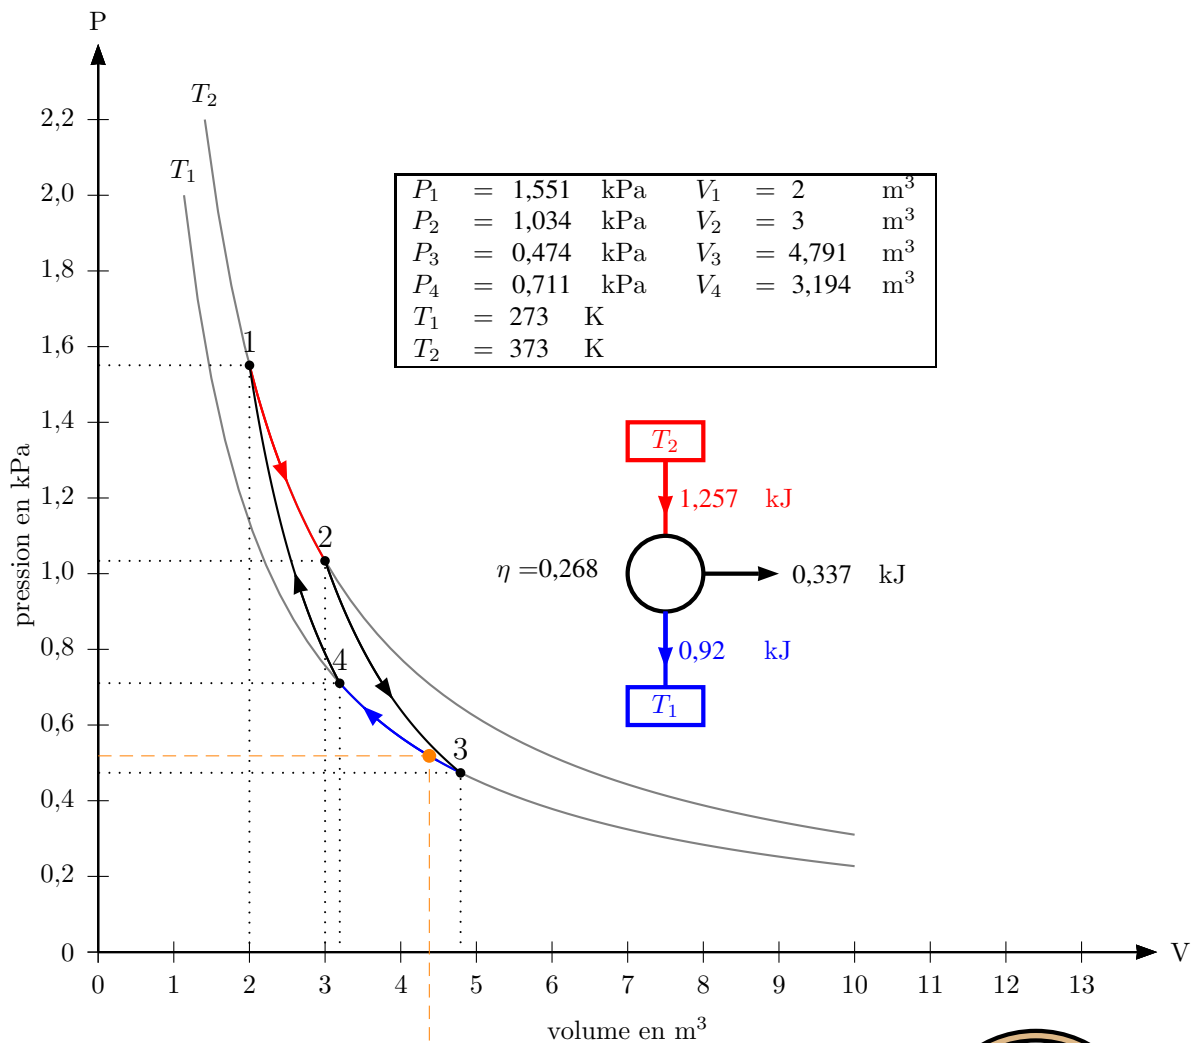 P
T₂
2,2
T₁
2,0
P₁ = 1,551 kPa V₁ = 2 m³
P₂ = 1,034 kPa V₂ = 3 m³
P₃ = 0,474 kPa V₃ = 4,791 m³
P₄ = 0,711 kPa V₄ = 3,194 m³
T₁ = 273 K
T₂ = 373 K
1,8
1,6
1
1,4
T₂
1,2
1,257 kJ
pression en kPa
2
1,0
η =0,268
0,337 kJ
0,8
4
0,92 kJ
T₁
0,6
3
0,4
0,2
0
V
0 1 2 3 4 5 6 7 8 9 10 11 12 13
volume en m³